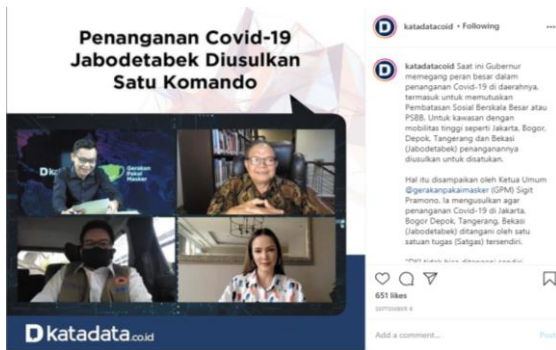 Penanganan Covid-19
Jabodetabek Diusulkan
Satu Komando
D kata
Gerakan
Pakai
Masker
D katadata.co.id
katadatacoid • Following
katadatacoid Saat ini Gubernur
memegang peran besar dalam
penanganan Covid-19 di daerahnya,
termasuk untuk memutuskan
Pembatasan Sosial Berskala Besar atau
PSBB. Untuk kawasan dengan
mobilitas tinggi seperti Jakarta, Bogor,
Depok, Tangerang dan Bekasi
(Jabodetabek) penanganannya
diusulkan untuk disatukan.
Hal itu disampaikan oleh Ketua Umum
@gerakanpakaimasker (GPM) Sigit
Pramono. Ia mengusulkan agar
penanganan Covid-19 di Jakarta,
Bogor Depok, Tangerang, Bekasi
(Jabodetabek) ditangani oleh satu
satuan tugas (Satgas) tersendiri.
651 likes
SEPTEMBER 4
Add a comment...
Post